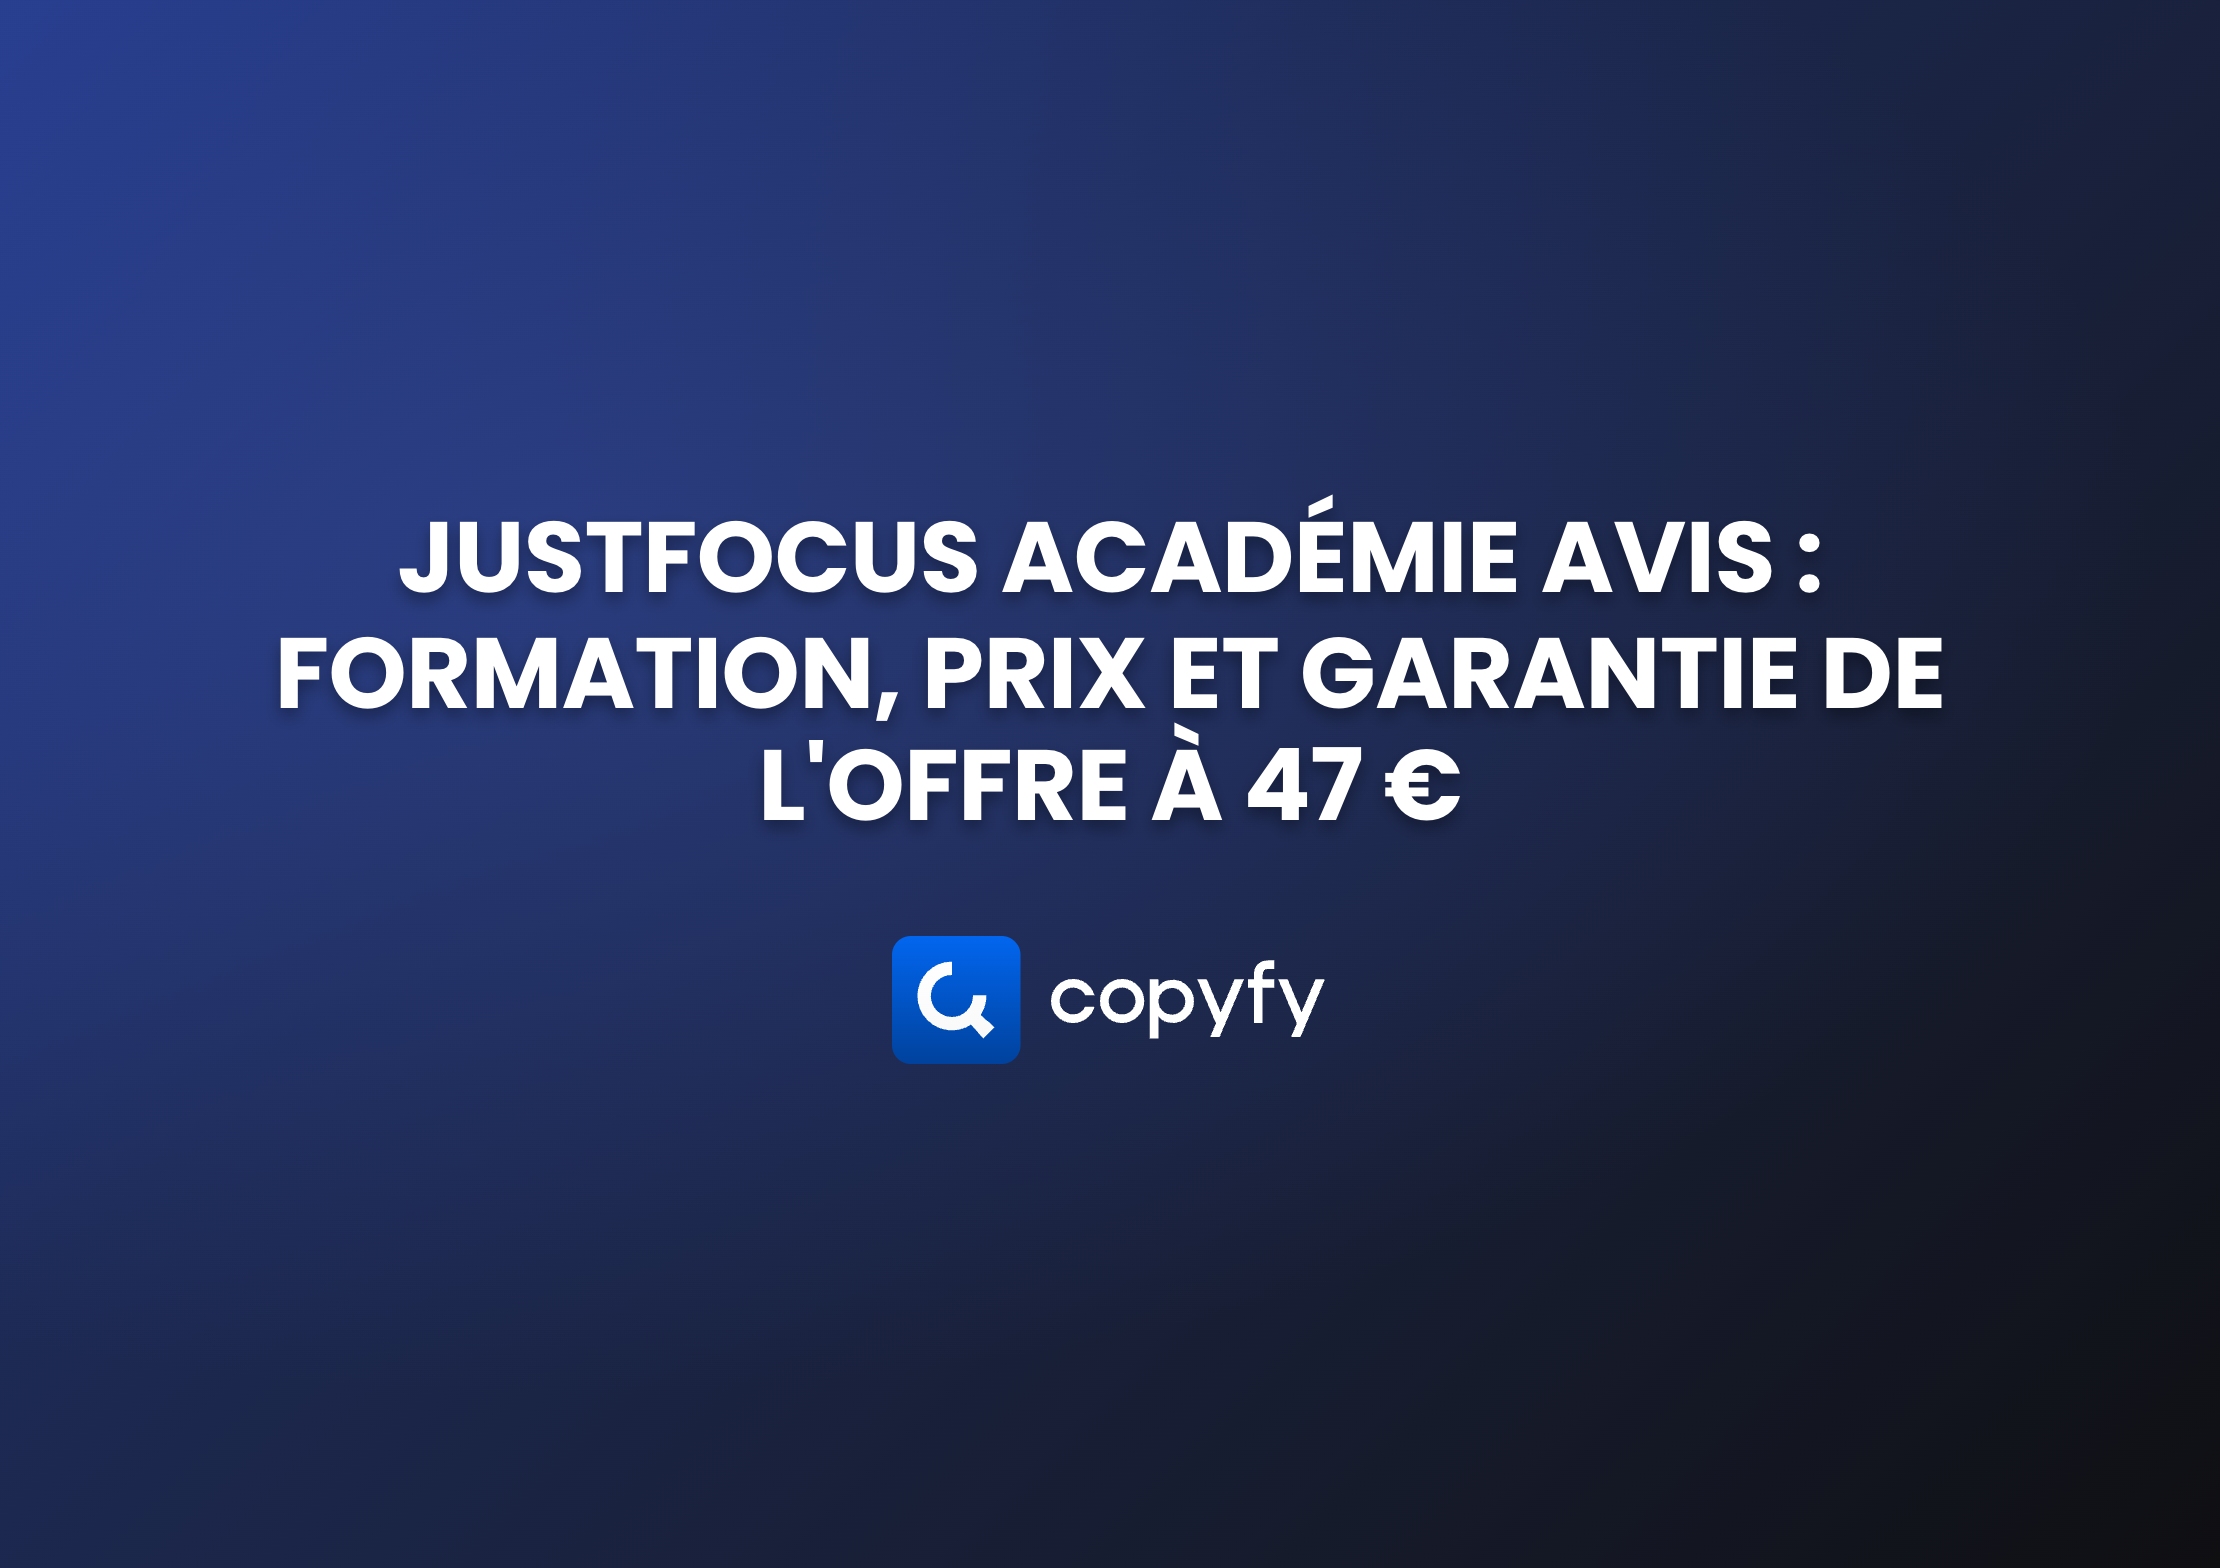 JUSTFOCUS ACADÉMIE AVIS :
FORMATION, PRIX ET GARANTIE DE
L'OFFRE À 47 €
copyfy